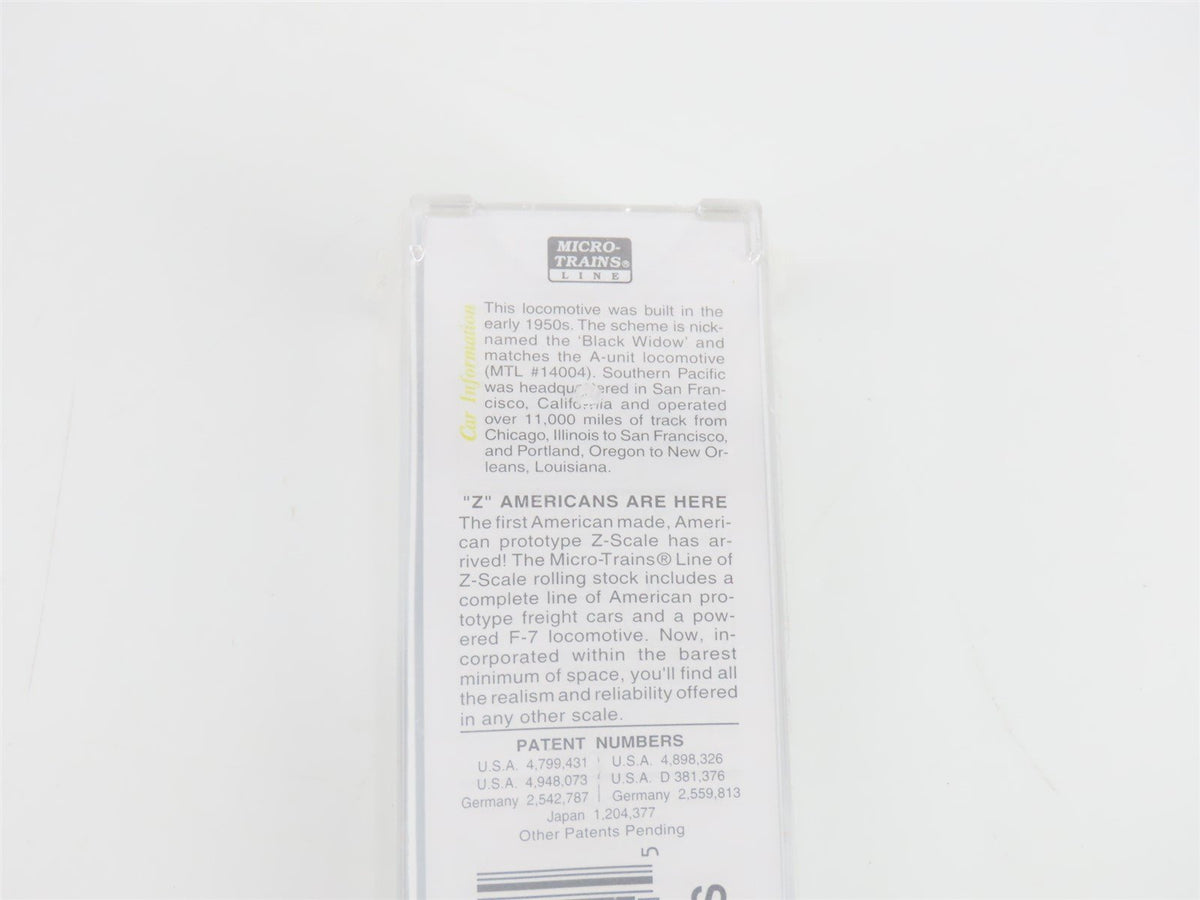 MICRO-
TRAINS®
LINE
Car Information
This locomotive was built in the
early 1950s. The scheme is nick-
named the 'Black Widow' and
matches the A-unit locomotive
(MTL #14004). Southern Pacific
was headquartered in San Fran-
cisco, California and operated
over 11,000 miles of track from
Chicago, Illinois to San Francisco,
and Portland, Oregon to New Or-
leans, Louisiana.
"Z" AMERICANS ARE HERE
The first American made, Ameri-
can prototype Z-Scale has ar-
rived! The Micro-Trains® Line of
Z-Scale rolling stock includes a
complete line of American pro-
totype freight cars and a pow-
ered F-7 locomotive. Now, in-
corporated within the barest
minimum of space, you'll find all
the realism and reliability offered
in any other scale.
PATENT NUMBERS
U.S.A. 4,799,431 U.S.A. 4,898,326
U.S.A. 4,948,073 U.S.A. D 381,376
Germany 2,542,787 Germany 2,559,813
Japan 1,204,377
Other Patents Pending
5
S